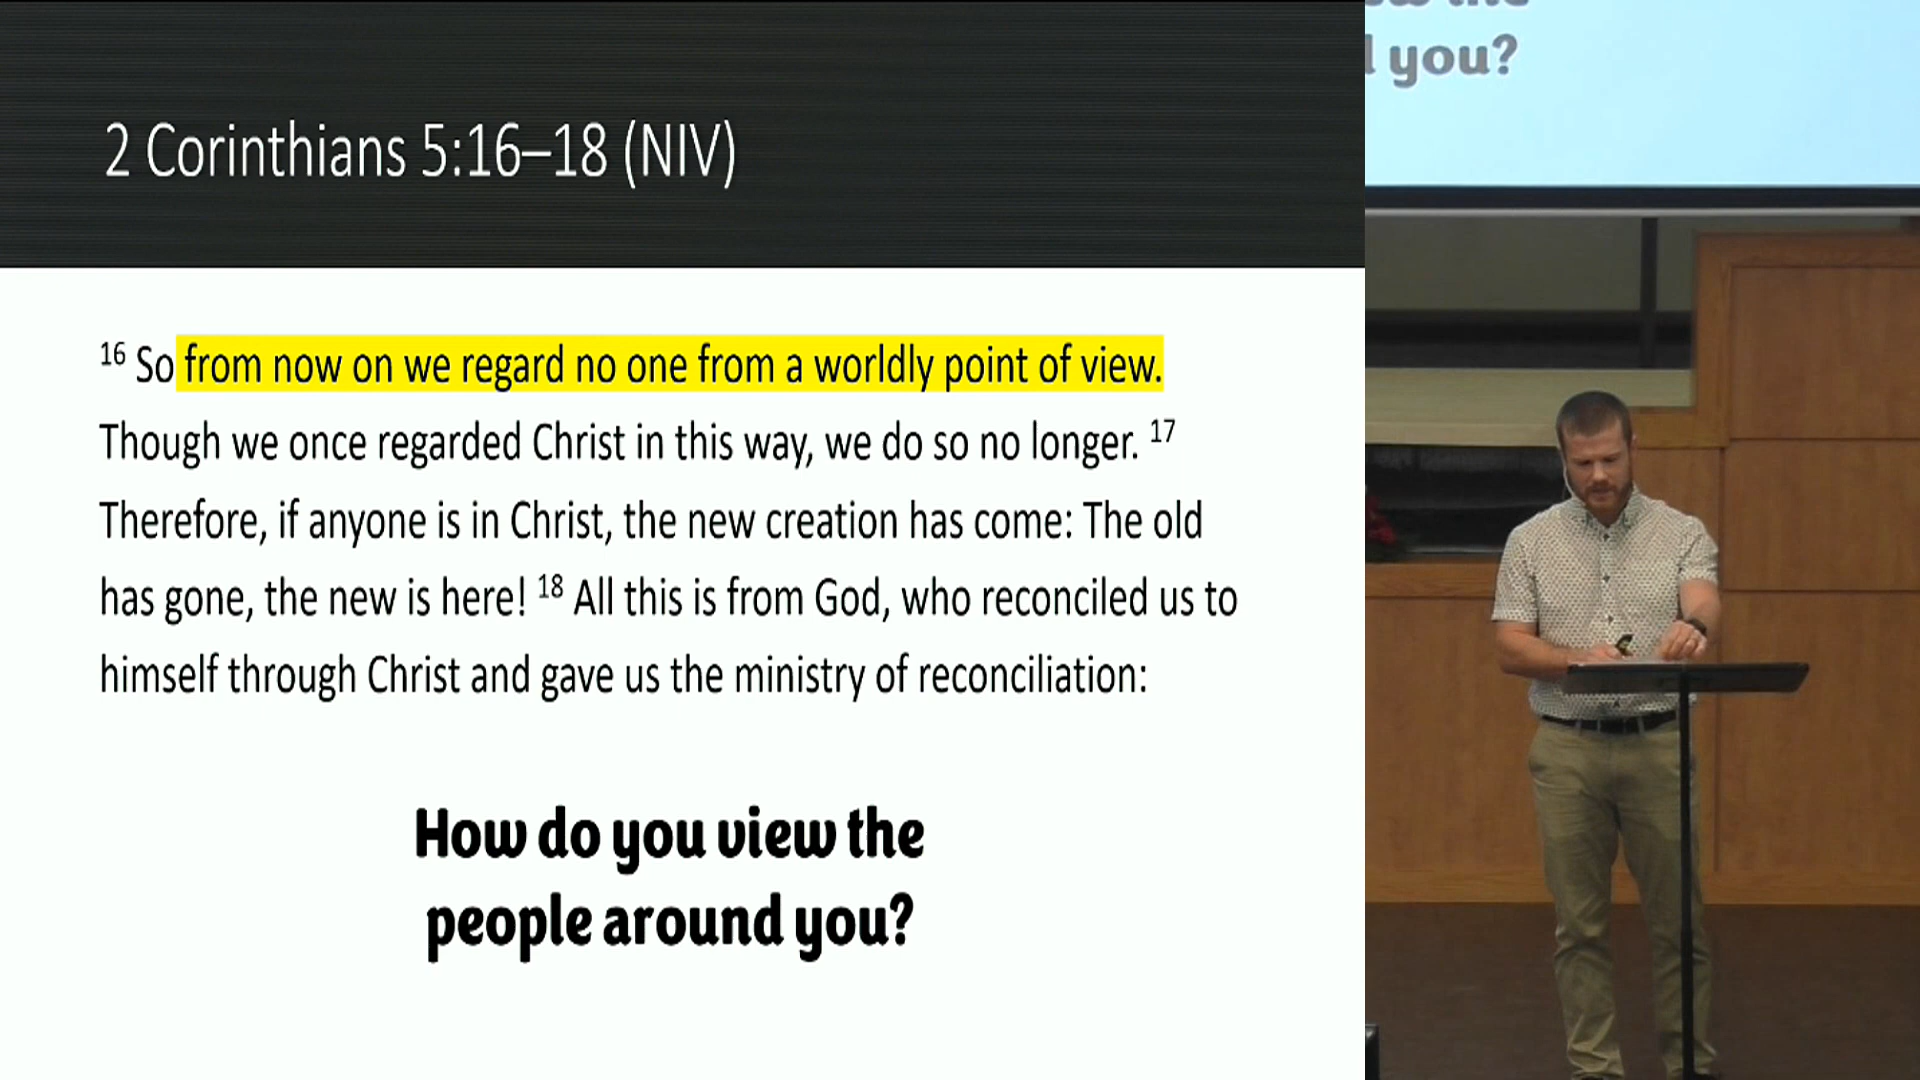 2 Corinthians 5:16–18 (NIV)
16 So from now on we regard no one from a worldly point of view.
Though we once regarded Christ in this way, we do so no longer. 17
Therefore, if anyone is in Christ, the new creation has come: The old
has gone, the new is here! 18 All this is from God, who reconciled us to
himself through Christ and gave us the ministry of reconciliation:
How do you view the
people around you?
you?